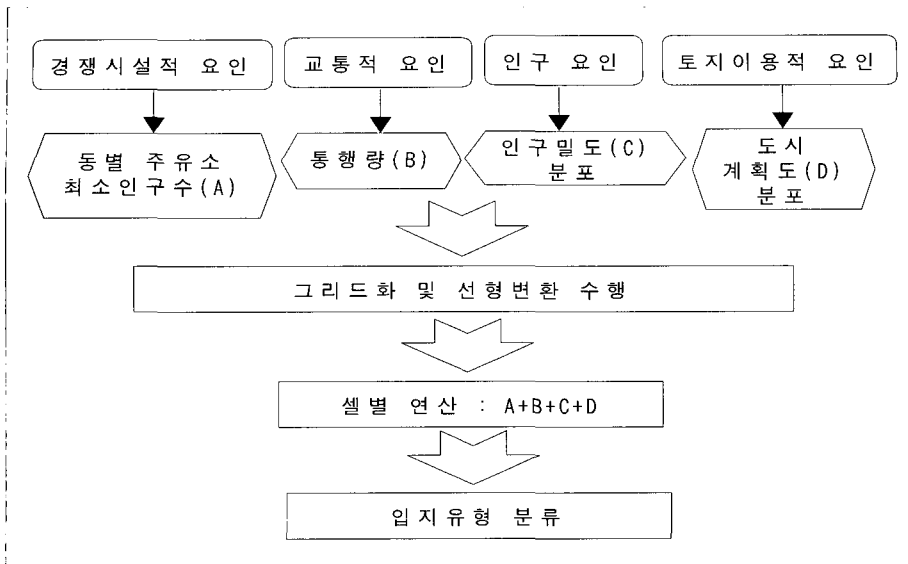 경쟁시설적 요인
교통적 요인
인구 요인
토지이용적 요인
동별 주유소
최소인구수(A)
통행량(B)
인구밀도(C)
분포
도시
계획도(D)
분포
그리드화 및 선형변환 수행
셀별 연산 : A+B+C+D
입지유형 분류